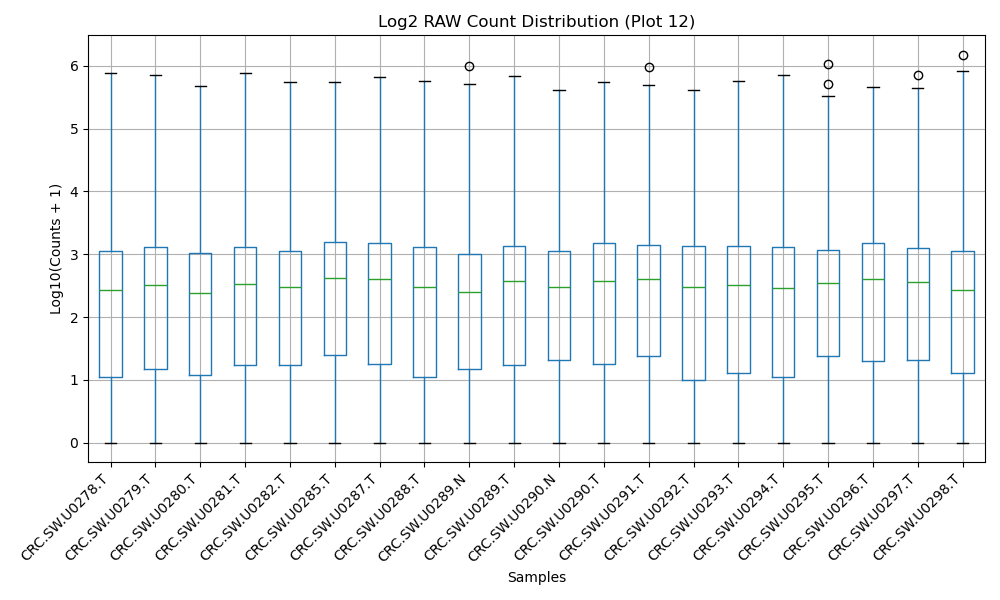 Log2 RAW Count Distribution (Plot 12)
Log10(Counts + 1)
6
5
4
3
2
1
0
CRC.SW.U0278.T
CRC.SW.U0279.T
CRC.SW.U0280.T
CRC.SW.U0281.T
CRC.SW.U0282.T
CRC.SW.U0285.T
CRC.SW.U0287.T
CRC.SW.U0288.T
CRC.SW.U0289.N
CRC.SW.U0289.T
CRC.SW.U0290.N
CRC.SW.U0290.T
CRC.SW.U0291.T
CRC.SW.U0292.T
CRC.SW.U0293.T
CRC.SW.U0294.T
CRC.SW.U0295.T
CRC.SW.U0296.T
CRC.SW.U0297.T
CRC.SW.U0298.T
Samples